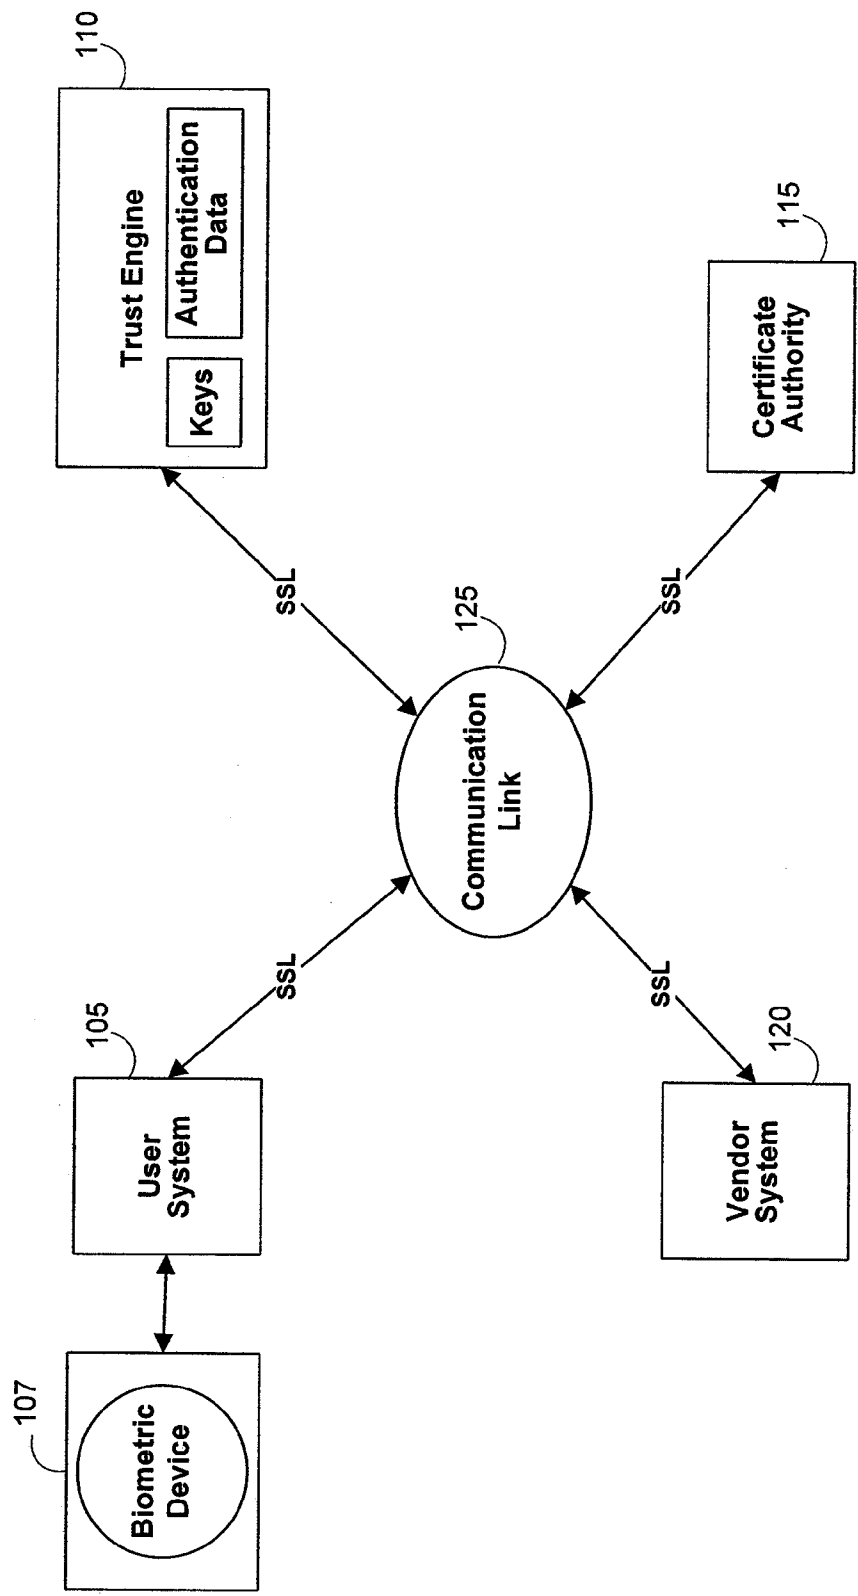 107
Biometric
Device
105
User
System
SSL
110
Trust Engine
Keys
Authentication
Data
SSL
125
Communication
Link
120
Vendor
System
SSL
115
Certificate
Authority
SSL